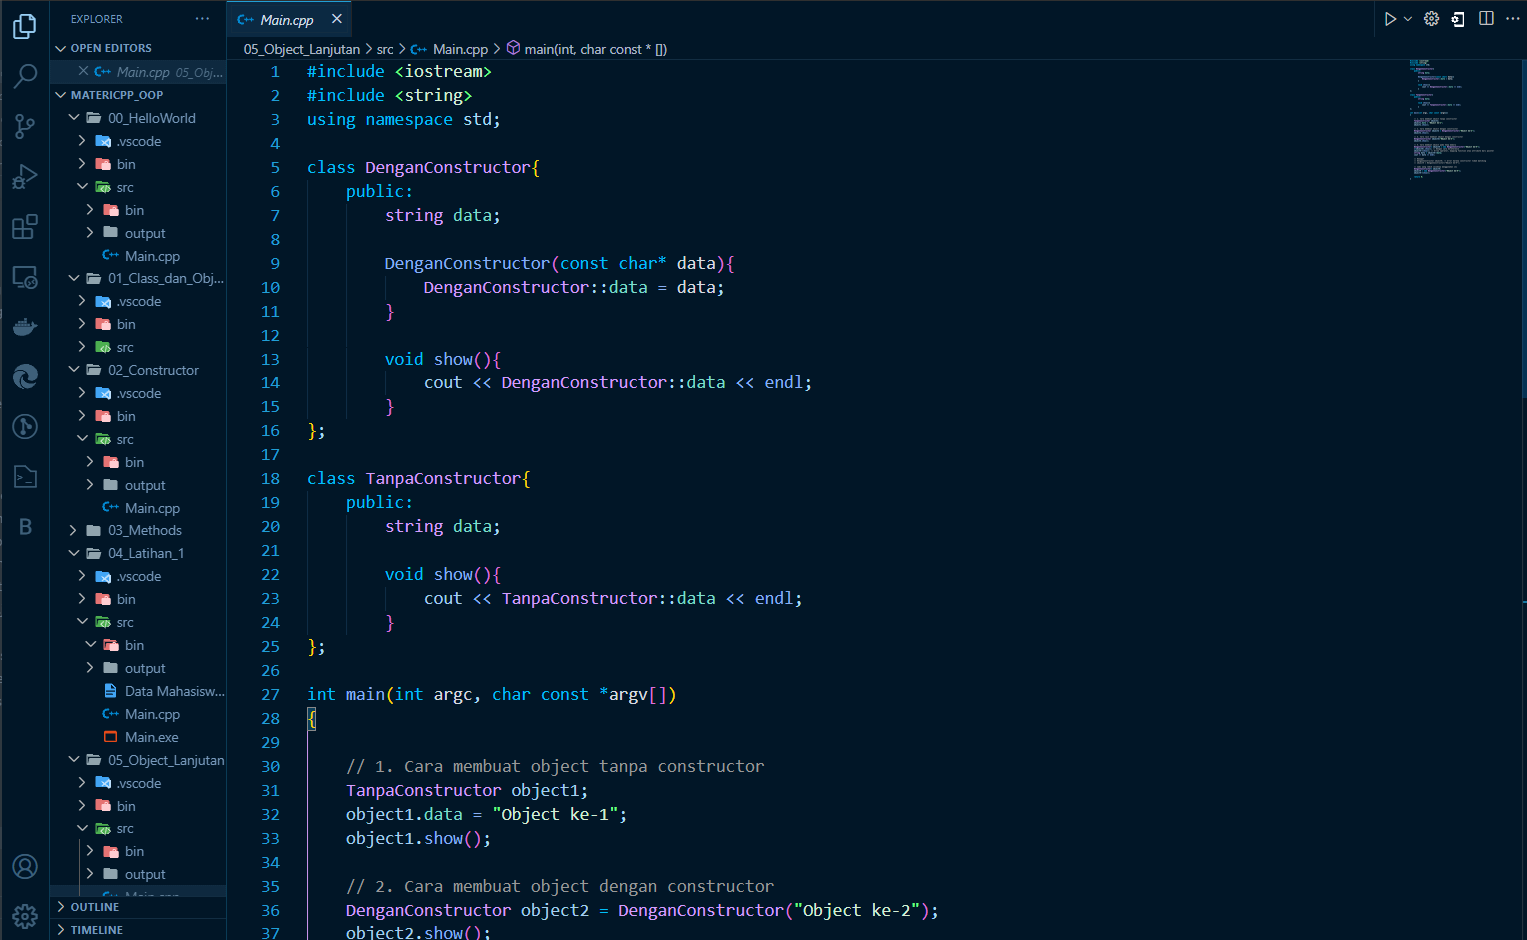 EXPLORER
OPEN EDITORS
Main.cpp 05_Obj...
MATERICPP_OOP
00_HelloWorld
.vscode
bin
src
bin
output
Main.cpp
01_Class_dan_Obj...
.vscode
bin
src
02_Constructor
.vscode
bin
src
bin
output
Main.cpp
03_Methods
04_Latihan_1
.vscode
bin
src
bin
output
Data Mahasisw...
Main.cpp
Main.exe
05_Object_Lanjutan
.vscode
bin
src
bin
output
Main.cpp
OUTLINE
TIMELINE
Main.cpp
05_Object_Lanjutan > src > Main.cpp > main(int, char const * [])
1 #include <iostream>
2 #include <string>
3 using namespace std;
4
5 class DenganConstructor{
6 public:
7 string data;
8
9 DenganConstructor(const char* data){
10 DenganConstructor::data = data;
11 }
12
13 void show(){
14 cout << DenganConstructor::data << endl;
15 }
16 };
17
18 class TanpaConstructor{
19 public:
20 string data;
21
22 void show(){
23 cout << TanpaConstructor::data << endl;
24 }
25 };
26
27 int main(int argc, char const *argv[])
28 {
29
30 // 1. Cara membuat object tanpa constructor
31 TanpaConstructor object1;
32 object1.data = "Object ke-1";
33 object1.show();
34
35 // 2. Cara membuat object dengan constructor
36 DenganConstructor object2 = DenganConstructor("Object ke-2");
37 object2.show();